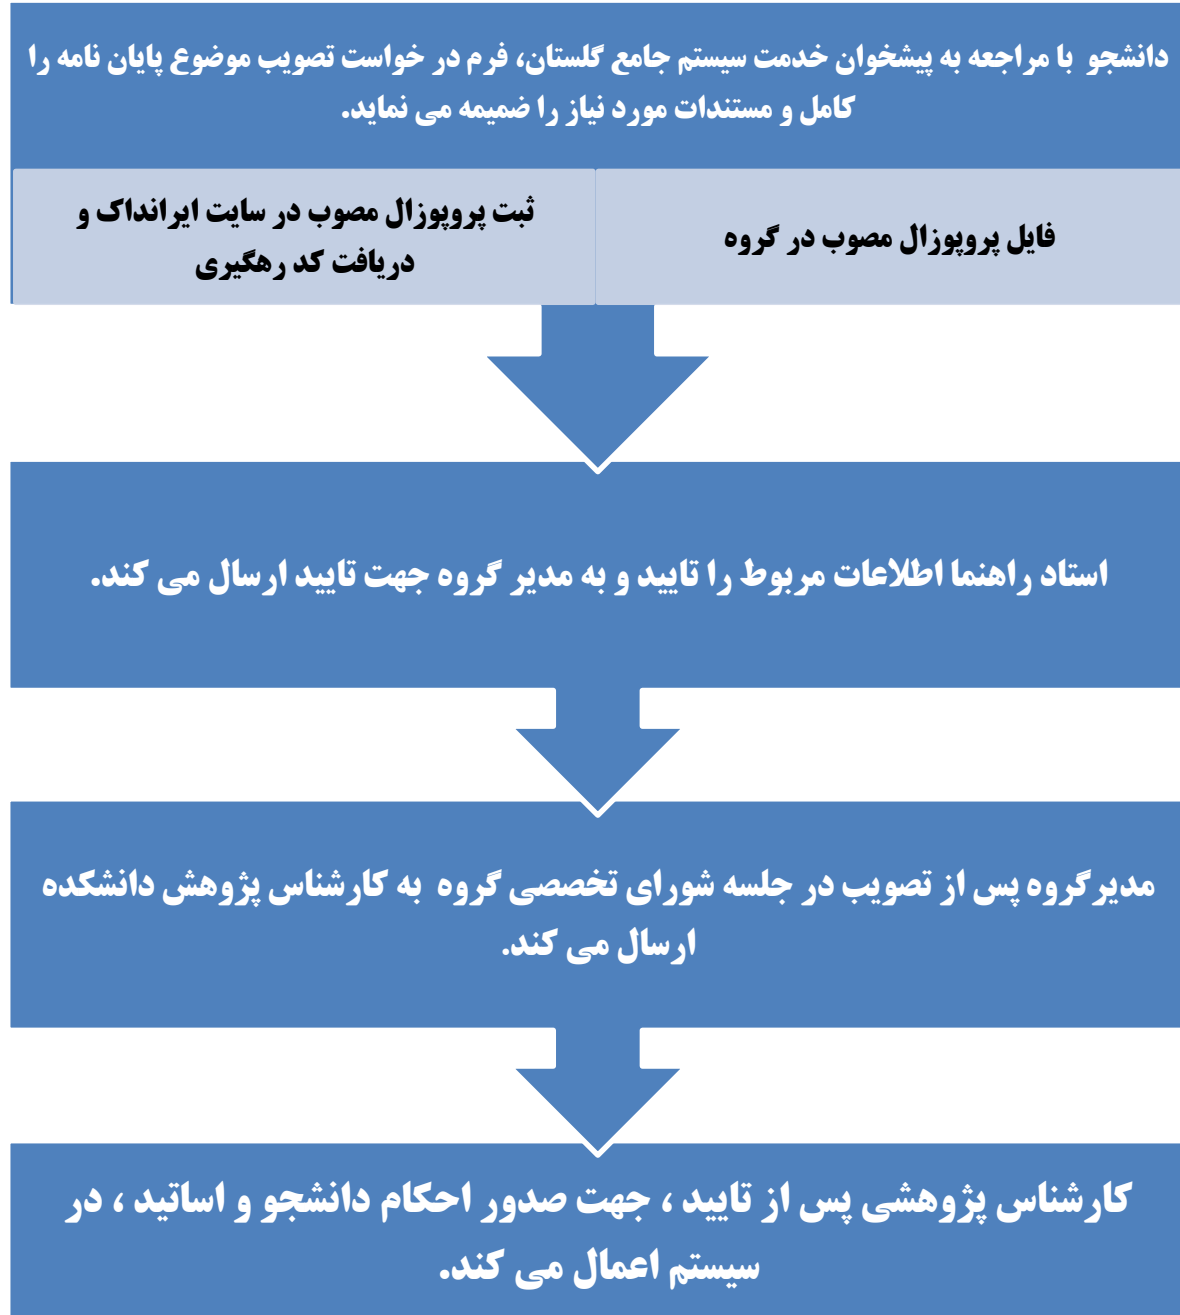 دانشجو با مراجعه به پیشخوان خدمت سیستم جامع گلستان، فرم در خواست تصویب موضوع پایان نامه را
کامل و مستندات مورد نیاز را ضمیمه می نماید.
فایل پروپوزال مصوب در گروه
ثبت پروپوزال مصوب در سایت ایرانداک و
دریافت کد رهگیری
استاد راهنما اطلاعات مربوط را تایید و به مدیر گروه جهت تایید ارسال می کند.
مدیرگروه پس از تصویب در جلسه شورای تخصصی گروه به کارشناس پژوهش دانشکده
ارسال می کند.
کارشناس پژوهشی پس از تایید ، جهت صدور احکام دانشجو و اساتید ، در
سیستم اعمال می کند.